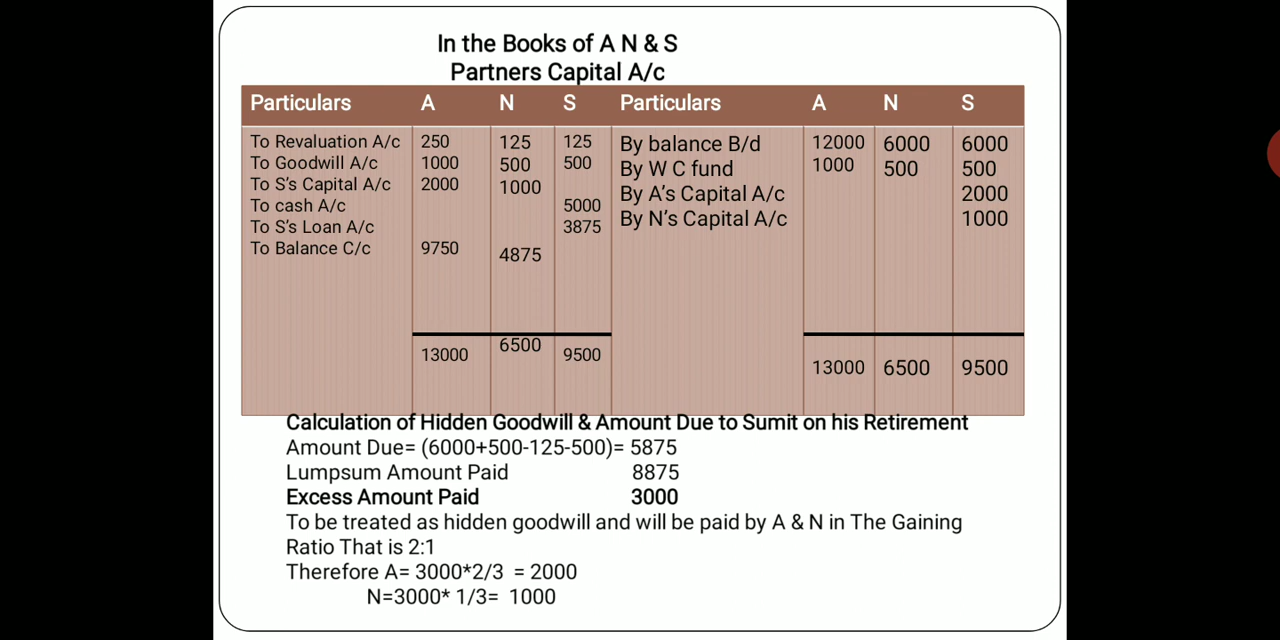 In the Books of A N & S
Partners Capital A/c
Particulars A N S Particulars A N S
To Revaluation A/c 250 125 125 By balance B/d 12000 6000 6000
To Goodwill A/c 1000 500 500 By W C fund 1000 500 500
To S's Capital A/c 2000 1000 By A's Capital A/c 2000
To cash A/c 5000 By N's Capital A/c 1000
To S's Loan A/c 3875
To Balance C/c 9750 4875
13000 6500 9500 13000 6500 9500
Calculation of Hidden Goodwill & Amount Due to Sumit on his Retirement
Amount Due= (6000+500-125-500)= 5875
Lumpsum Amount Paid 8875
Excess Amount Paid 3000
To be treated as hidden goodwill and will be paid by A & N in The Gaining
Ratio That is 2:1
Therefore A= 3000*2/3 = 2000
N=3000* 1/3= 1000